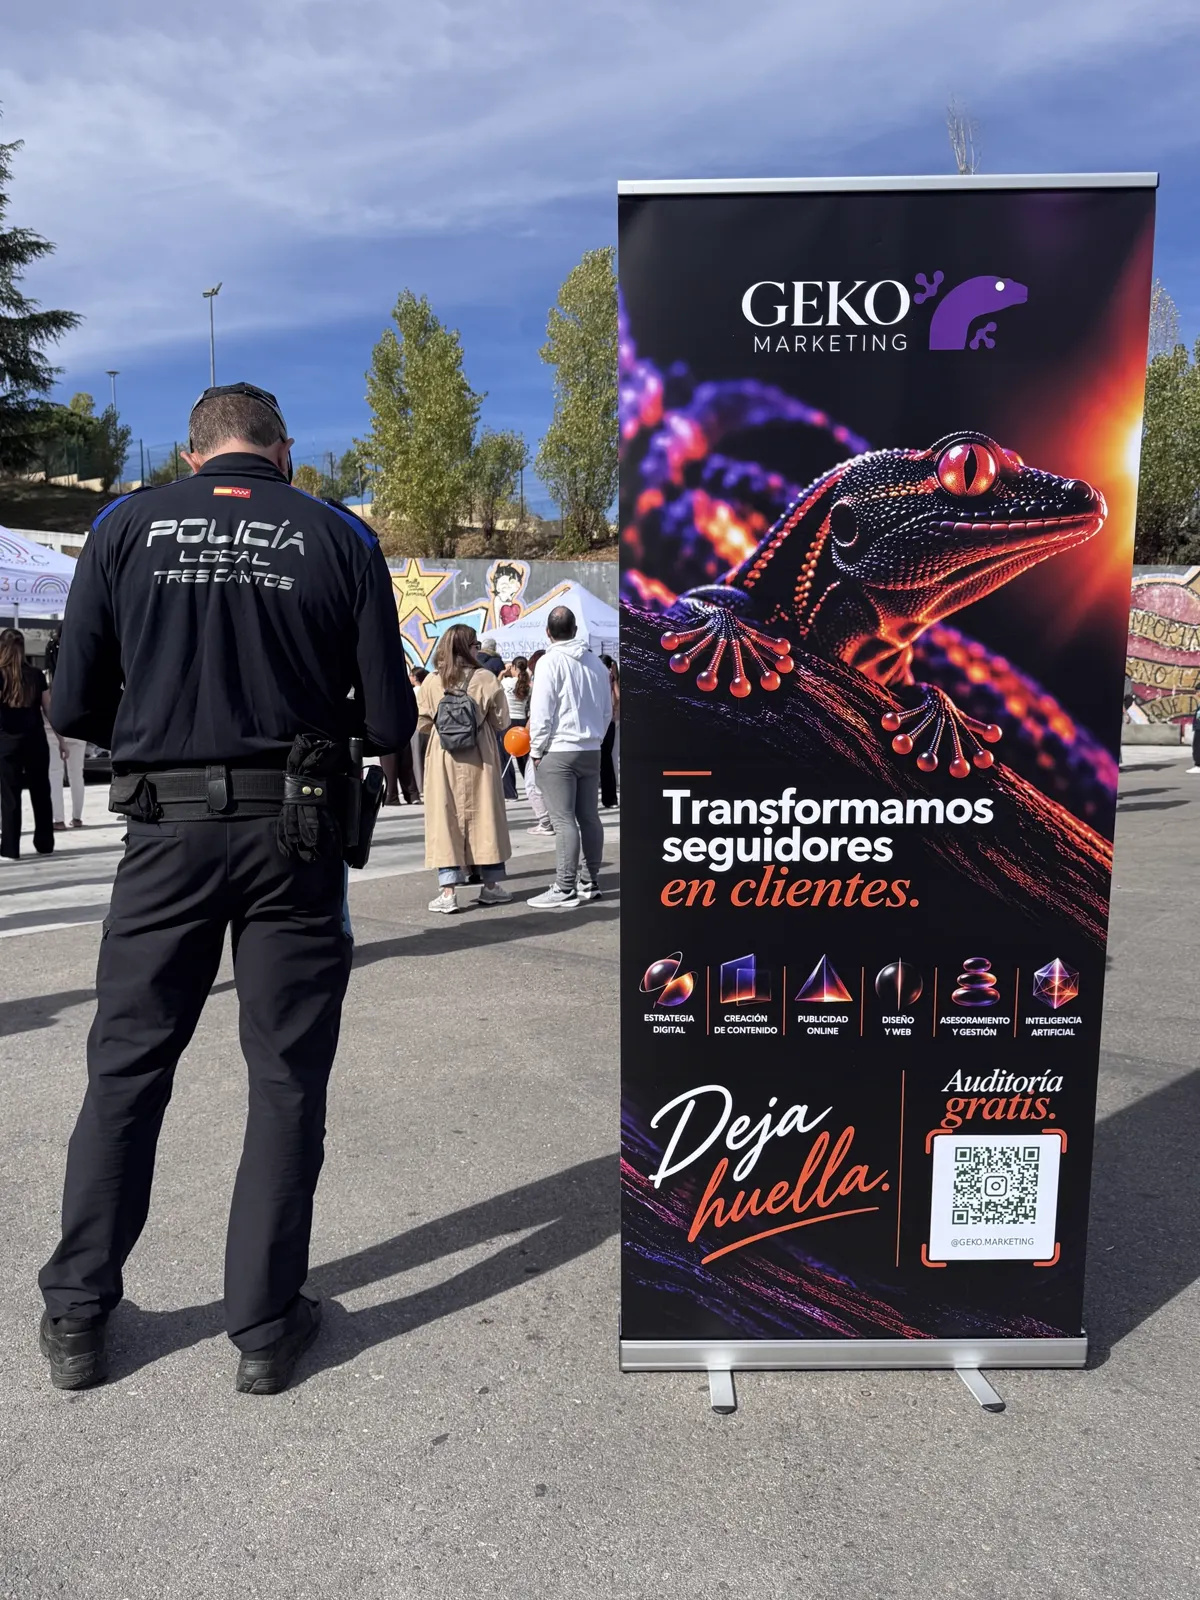 POLICÍA
LOCAL
TRES CANTOS
GEKO
MARKETING
Transformamos
seguidores
en clientes.
ESTRATEGIA
DIGITAL
CREACIÓN
DE CONTENIDO
PUBLICIDAD
ONLINE
DISEÑO
Y WEB
ASESORAMIENTO
Y GESTIÓN
INTELIGENCIA
ARTIFICIAL
Deja
huella.
Auditoría
gratis.
@GEKO.MARKETING